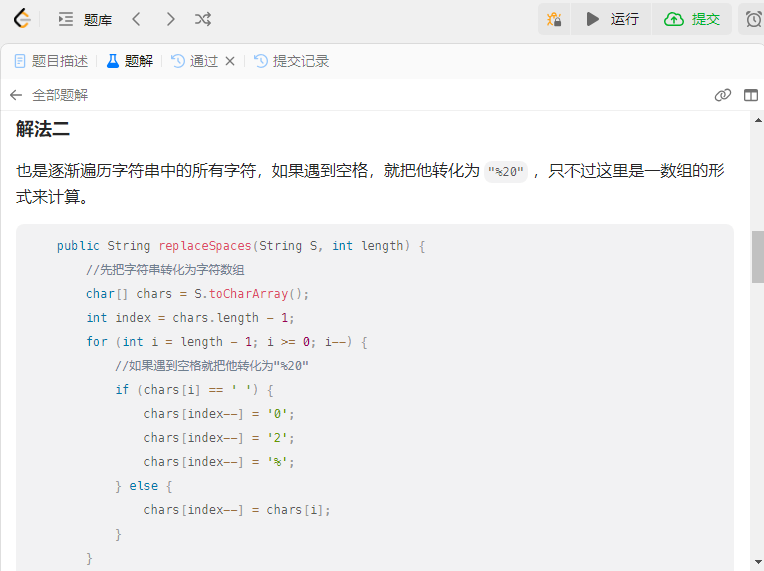 题库
运行
提交
题目描述
题解
通过
提交记录
全部题解
解法二
也是逐渐遍历字符串中的所有字符，如果遇到空格，就把他转化为 "%20" ，只不过这里是一数组的形
式来计算。
public String replaceSpaces(String S, int length) {
//先把字符串转化为字符数组
char[] chars = S.toCharArray();
int index = chars.length - 1;
for (int i = length - 1; i >= 0; i--) {
//如果遇到空格就把他转化为"%20"
if (chars[i] == ' ') {
chars[index--] = '0';
chars[index--] = '2';
chars[index--] = '%';
} else {
chars[index--] = chars[i];
}
}